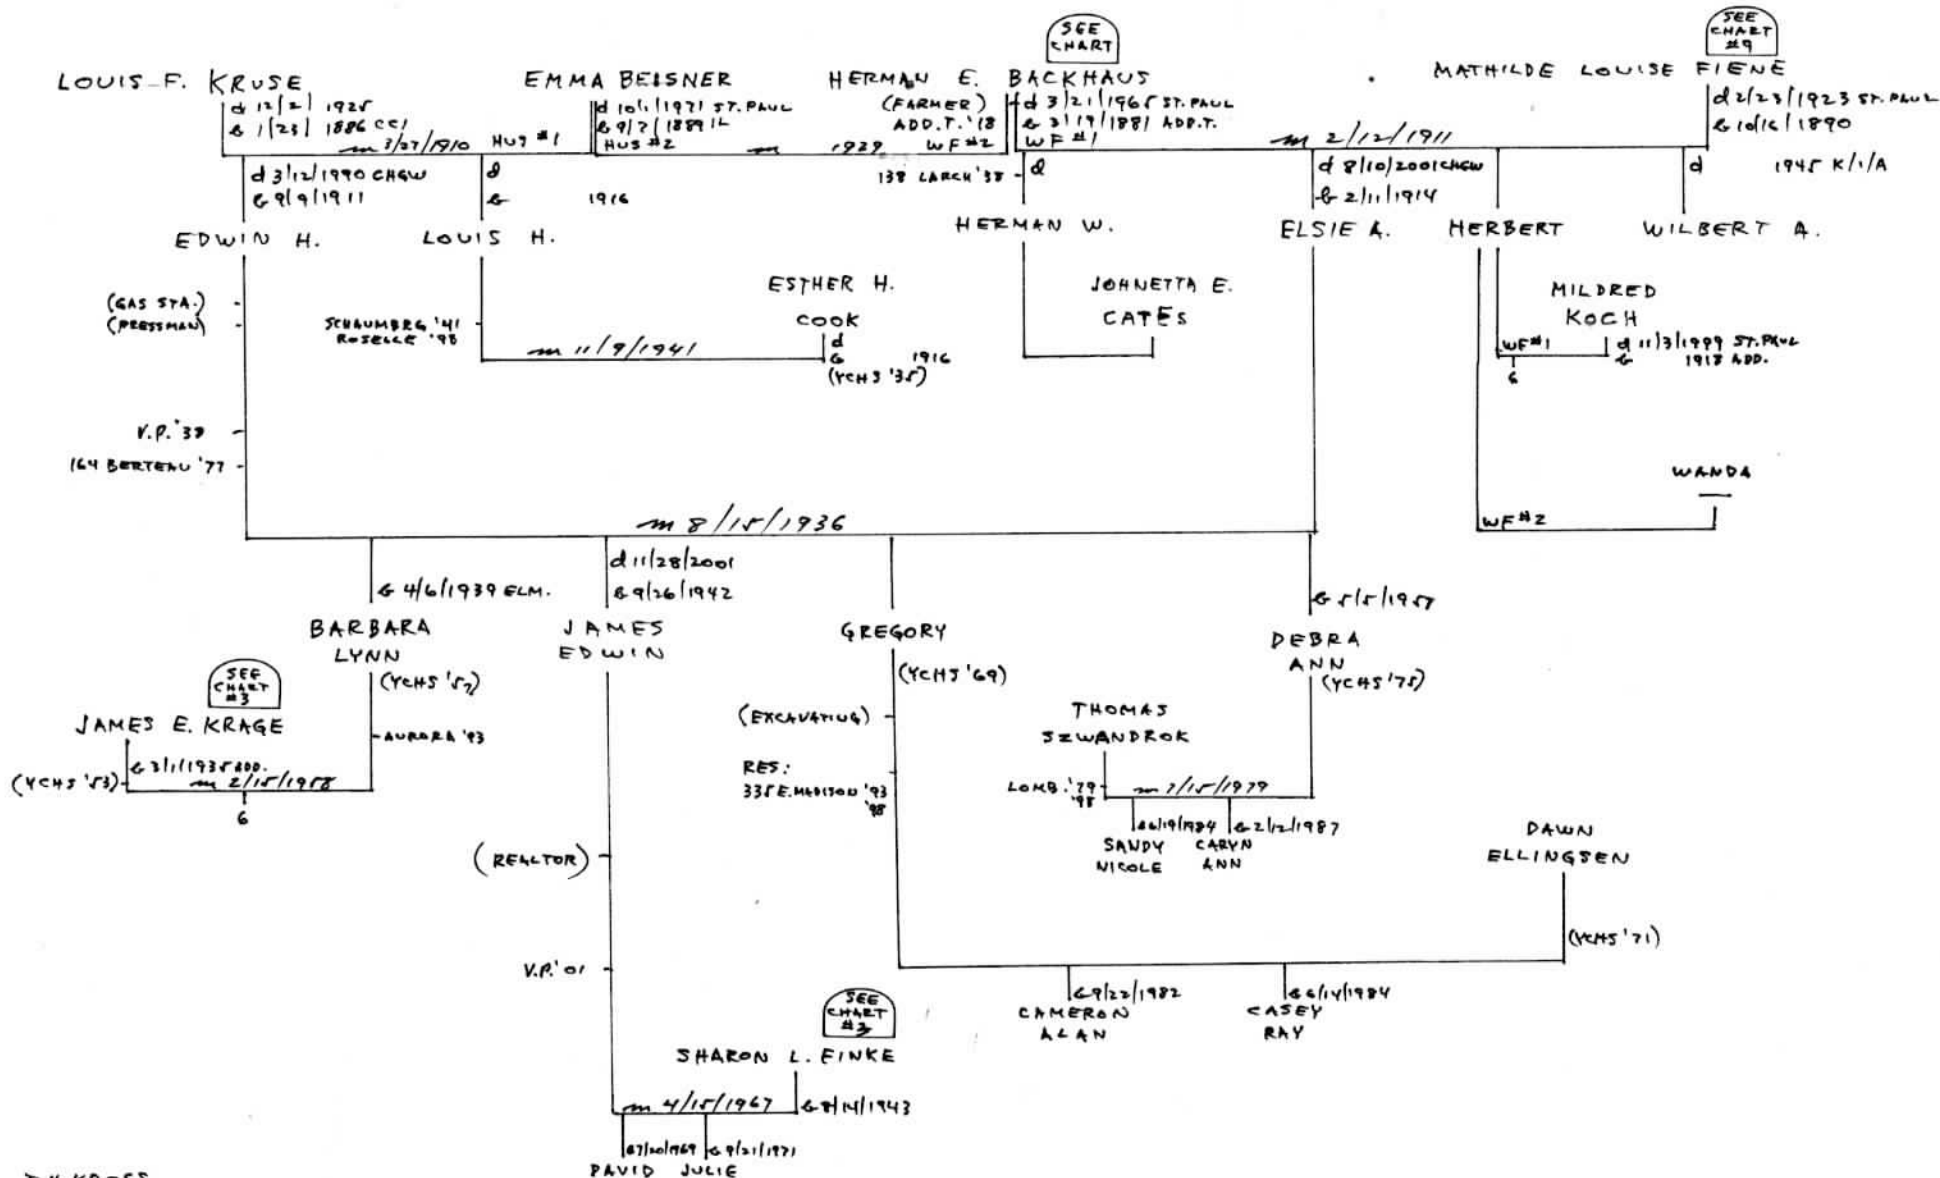 SEE
CHART
SEE
CHART
#9
LOUIS F. KRUSE
EMMA BEISNER
HERMAN E. BACKHAUS
MATHILDE LOUISE FIENE
d 12/2/ 1925
b 1/23/ 1886 CCI
m 3/27/1910
HUS #1
d 10/1/1971 ST. PAUL
b 9/7/1889 IL
HUS #2
m 1939
WF #2
(FARMER)
ADD.T. '18
d 3/21/1965 ST. PAUL
b 3/19/1881 ADD.T.
WF #1
m 2/12/1911
d 2/23/1923 ST. PAUL
b 10/16/1890
d 3/12/1990 CHGW
b 9/9/1911
EDWIN H.
d
b 1916
LOUIS H.
138 LARCH '38
d
HERMAN W.
d 8/10/2001 CHGW
b 2/11/1914
ELSIE A.
HERBERT
d 1945 K/I/A
WILBERT A.
(GAS STA.)
(PRESSMAN)
SCHAUMBRG '41
ROSELLE '98
m 11/9/1941
ESTHER H.
COOK
d
b 1916
(YCHS '35)
JOHNETTA E.
CATES
MILDRED
KOCH
WF #1
d 11/3/1999 ST. PAUL
b 1918 ADD.
6
V.P. '38
164 BERTEAU '77
WANDA
WF #2
m 8/15/1936
b 4/6/1939 ELM.
BARBARA
LYNN
(YCHS '57)
d 11/28/2001
b 9/26/1942
JAMES
EDWIN
GREGORY
(YCHS '69)
b 5/5/1957
DEBRA
ANN
(YCHS '75)
SEE
CHART
#3
JAMES E. KRAGE
(YCHS '53)
b 3/1/1935 ADD.
m 2/15/1958
AURORA '93
6
(EXCAVATING)
RES:
335 E. MADISON '93
'98
THOMAS
SZWANDROK
LOMB. '79
'98
m 7/15/1979
b 6/19/1984
SANDY
NICOLE
b 2/12/1987
CARYN
ANN
DAWN
ELLINGSEN
(YCHS '71)
(REALTOR)
V.P. '01
b 9/22/1982
CAMERON
ALAN
b 6/14/1984
CASEY
RAY
SEE
CHART
#3
SHARON L. FINKE
m 4/15/1967
b 8/14/1943
b 7/20/1969
DAVID
b 9/21/1971
JULIE